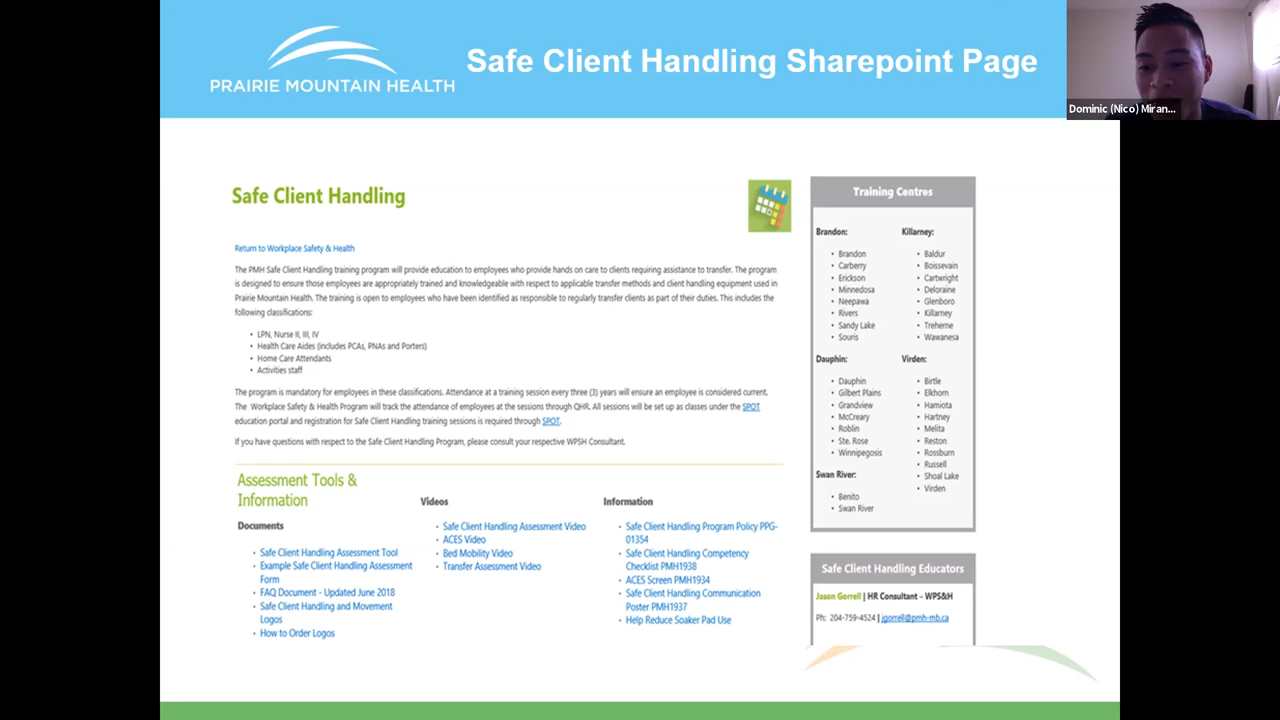 PRAIRIE MOUNTAIN HEALTH
Safe Client Handling Sharepoint Page
Dominic (Nico) Miran...
Safe Client Handling
Return to Workplace Safety & Health
The PMH Safe Client Handling training program will provide education to employees who provide hands on care to clients requiring assistance to transfer. The program
is designed to ensure those employees are appropriately trained and knowledgeable with respect to applicable transfer methods and client handling equipment used in
Prairie Mountain Health. The training is open to employees who have been identified as responsible to regularly transfer clients as part of their duties. This includes the
following classifications:
• LPN, Nurse II, III, IV
• Health Care Aides (includes PCAs, PNAs and Porters)
• Home Care Attendants
• Activities staff
The program is mandatory for employees in these classifications. Attendance at a training session every three (3) years will ensure an employee is considered current.
The Workplace Safety & Health Program will track the attendance of employees at the sessions through QHR. All sessions will be set up as classes under the SPOT
education portal and registration for Safe Client Handling training sessions is required through SPOT.
If you have questions with respect to the Safe Client Handling Program, please consult your respective WPSH Consultant.
Assessment Tools &
Information
Documents
• Safe Client Handling Assessment Tool
• Example Safe Client Handling Assessment
Form
• FAQ Document - Updated June 2018
• Safe Client Handling and Movement
Logos
• How to Order Logos
Videos
• Safe Client Handling Assessment Video
• ACES Video
• Bed Mobility Video
• Transfer Assessment Video
Information
• Safe Client Handling Program Policy PPG-
01354
• Safe Client Handling Competency
Checklist PMH1938
• ACES Screen PMH1934
• Safe Client Handling Communication
Poster PMH1937
• Help Reduce Soaker Pad Use
Training Centres
Brandon:
• Brandon
• Carberry
• Erickson
• Minnedosa
• Neepawa
• Rivers
• Sandy Lake
• Souris
Killarney:
• Baldur
• Boissevain
• Cartwright
• Deloraine
• Glenboro
• Killarney
• Treherne
• Wawanesa
Dauphin:
• Dauphin
• Gilbert Plains
• Grandview
• McCreary
• Roblin
• Ste. Rose
• Winnipegosis
Virden:
• Birtle
• Elkhorn
• Hamiota
• Hartney
• Melita
• Reston
• Rossburn
• Russell
• Shoal Lake
• Virden
Swan River:
• Benito
• Swan River
Safe Client Handling Educators
Jason Gorrell | HR Consultant – WPS&H
Ph: 204-759-4524 | jgorrell@pmh-mb.ca